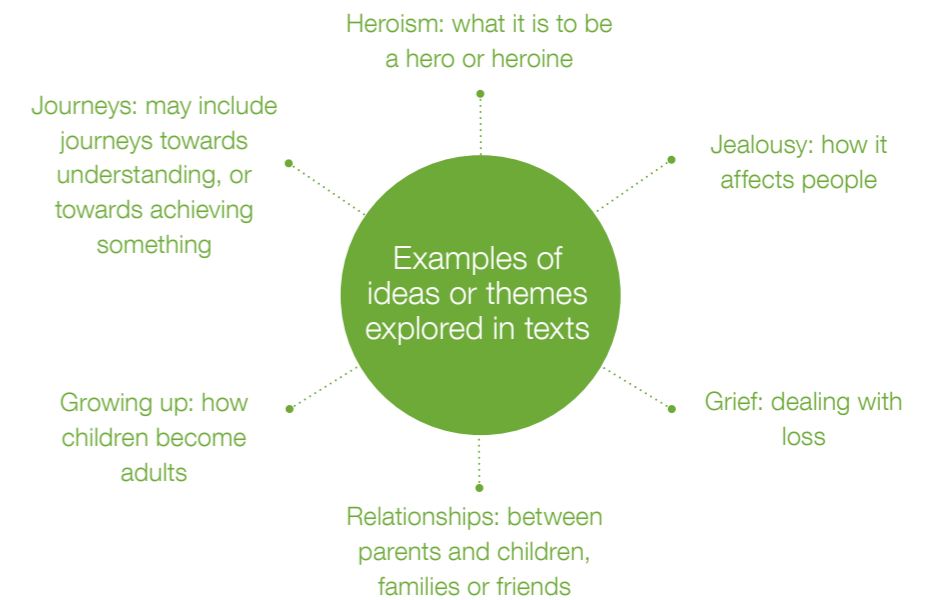 Heroism: what it is to be
a hero or heroine
Journeys: may include
journeys towards
understanding, or
towards achieving
something
Jealousy: how it
affects people
Examples of
ideas or themes
explored in texts
Growing up: how
children become
adults
Grief: dealing with
loss
Relationships: between
parents and children,
families or friends